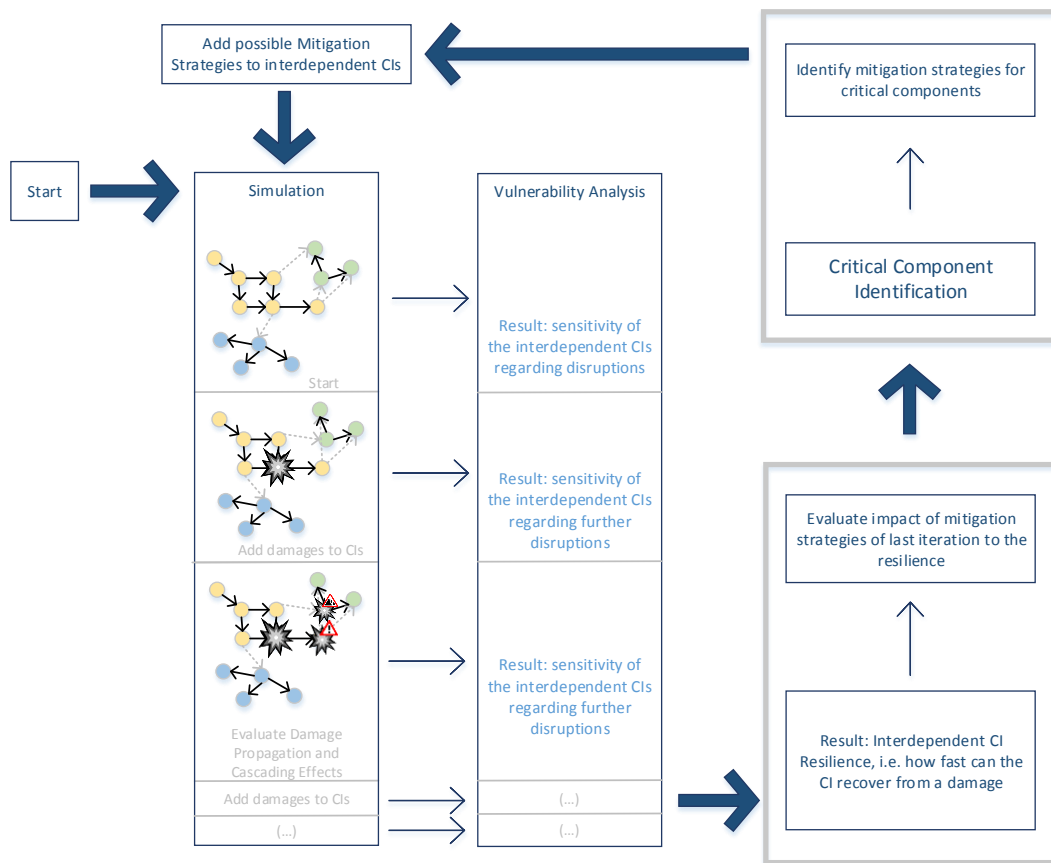 Add possible Mitigation
Strategies to interdependent CIs
Identify mitigation strategies for
critical components
Start
Simulation
Vulnerability Analysis
Critical Component
Identification
Result: sensitivity of
the interdependent CIs
regarding disruptions
Start
Result: sensitivity of
the interdependent CIs
regarding further
disruptions
Add damages to CIs
Evaluate impact of mitigation
strategies of last iteration to the
resilience
Result: sensitivity of
the interdependent CIs
regarding further
disruptions
Evaluate Damage
Propagation and
Cascading Effects
Result: Interdependent CI
Resilience, i.e. how fast can the
CI recover from a damage
Add damages to CIs
(...)
(...)
(...)